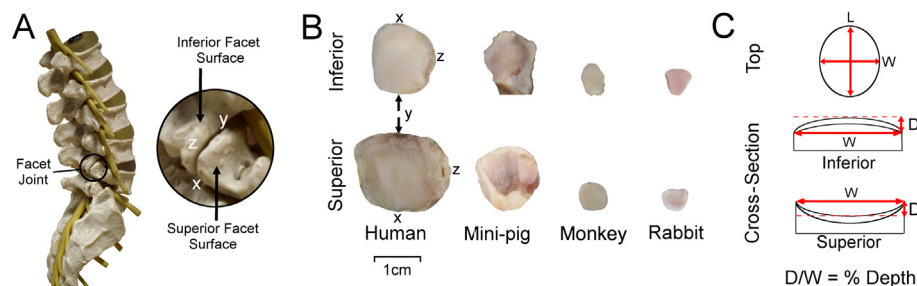 A
Inferior Facet
Surface
y
z
x
Facet
Joint
Superior Facet
Surface
B
Inferior
Superior
x
z
y
z
x
Human
Mini-pig
Monkey
Rabbit
1cm
C
Top
Cross-Section
L
W
D
W
Inferior
W
D
Superior
D/W = % Depth